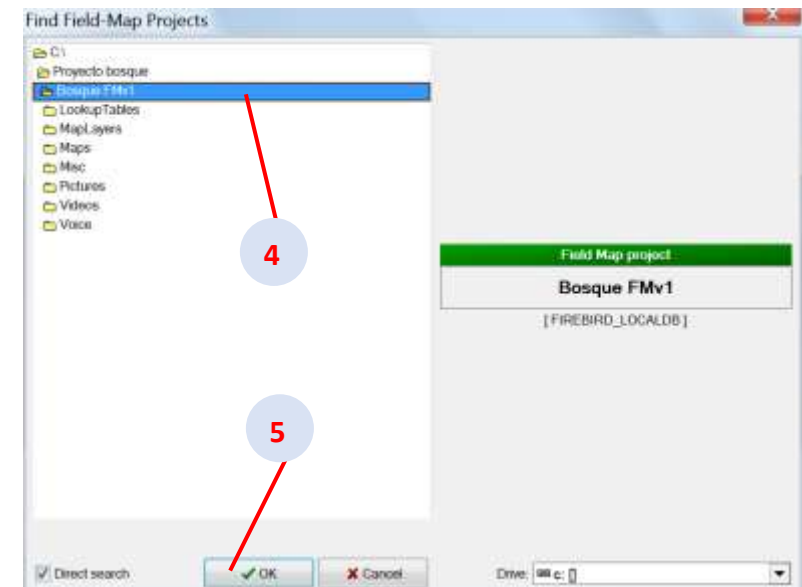 Find Field-Map Projects
C:\
Proyecto bosque
Bosque FMv1
LookupTables
MapLayers
Maps
Misc
Pictures
Videos
Voice
4
Field Map project
Bosque FMv1
[ FIREBIRD_LOCALDB ]
5
Direct search
OK
Cancel
Drive:
c: []